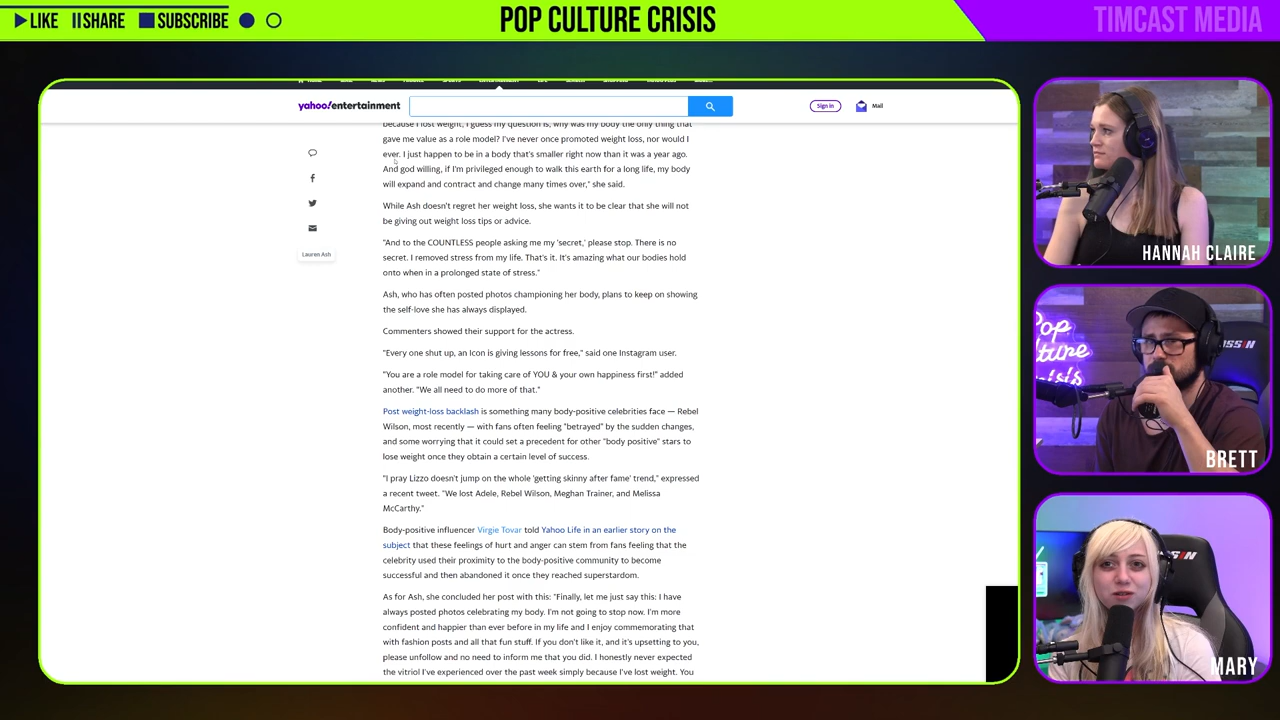 LIKE SHARE SUBSCRIBE
POP CULTURE CRISIS
TIMCAST MEDIA
yahoo!entertainment
Sign in
Mail
because I lost weight, I guess my question is, why was my body the only thing that
gave me value as a role model? I've never once promoted weight loss, nor would I
ever. I just happen to be in a body that's smaller right now than it was a year ago.
And god willing, if I'm privileged enough to walk this earth for a long life, my body
will expand and contract and change many times over," she said.
While Ash doesn't regret her weight loss, she wants it to be clear that she will not
be giving out weight loss tips or advice.
"And to the COUNTLESS people asking me my 'secret,' please stop. There is no
secret. I removed stress from my life. That's it. It's amazing what our bodies hold
onto when in a prolonged state of stress."
Ash, who has often posted photos championing her body, plans to keep on showing
the self-love she has always displayed.
Commenters showed their support for the actress.
"Every one shut up, an Icon is giving lessons for free," said one Instagram user.
"You are a role model for taking care of YOU & your own happiness first!" added
another. "We all need to do more of that."
Post weight-loss backlash is something many body-positive celebrities face — Rebel
Wilson, most recently — with fans often feeling "betrayed" by the sudden changes,
and some worrying that it could set a precedent for other "body positive" stars to
lose weight once they obtain a certain level of success.
"I pray Lizzo doesn't jump on the whole 'getting skinny after fame' trend," expressed
a recent tweet. "We lost Adele, Rebel Wilson, Meghan Trainer, and Melissa
McCarthy."
Body-positive influencer Virgie Tovar told Yahoo Life in an earlier story on the
subject that these feelings of hurt and anger can stem from fans feeling that the
celebrity used their proximity to the body-positive community to become
successful and then abandoned it once they reached superstardom.
As for Ash, she concluded her post with this: "Finally, let me just say this: I have
always posted photos celebrating my body. I'm not going to stop now. I'm more
confident and happier than ever before in my life and I enjoy commemorating that
with fashion posts and all that fun stuff. If you don't like it, and it's upsetting to you,
please unfollow and no need to inform me that you did. I honestly never expected
the vitriol I've experienced over the past week simply because I've lost weight. You
Lauren Ash
HANNAH CLAIRE
Pop
BRETT
MARY